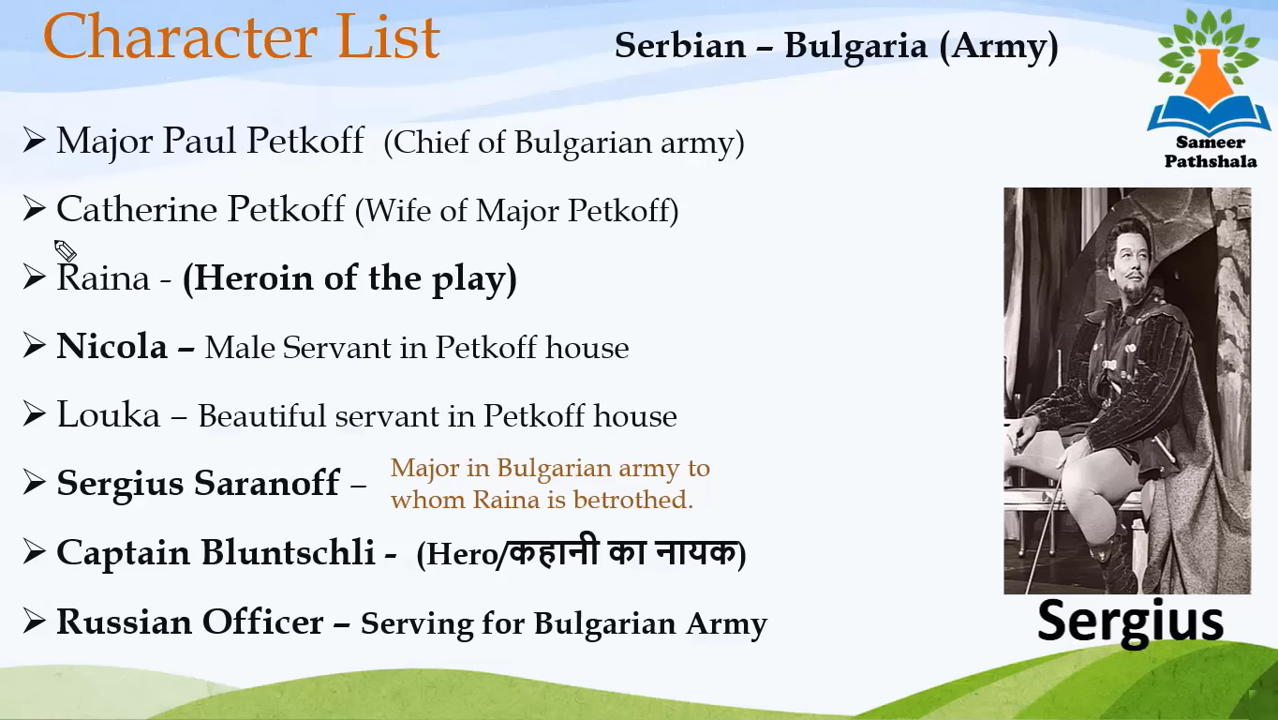 Character List
Serbian – Bulgaria (Army)
Sameer
Pathshala
➢ Major Paul Petkoff (Chief of Bulgarian army)
➢ Catherine Petkoff (Wife of Major Petkoff)
➢ Raina - (Heroin of the play)
➢ Nicola – Male Servant in Petkoff house
➢ Louka – Beautiful servant in Petkoff house
➢ Sergius Saranoff – Major in Bulgarian army to
whom Raina is betrothed.
➢ Captain Bluntschli - (Hero/कहानी का नायक)
➢ Russian Officer – Serving for Bulgarian Army
Sergius